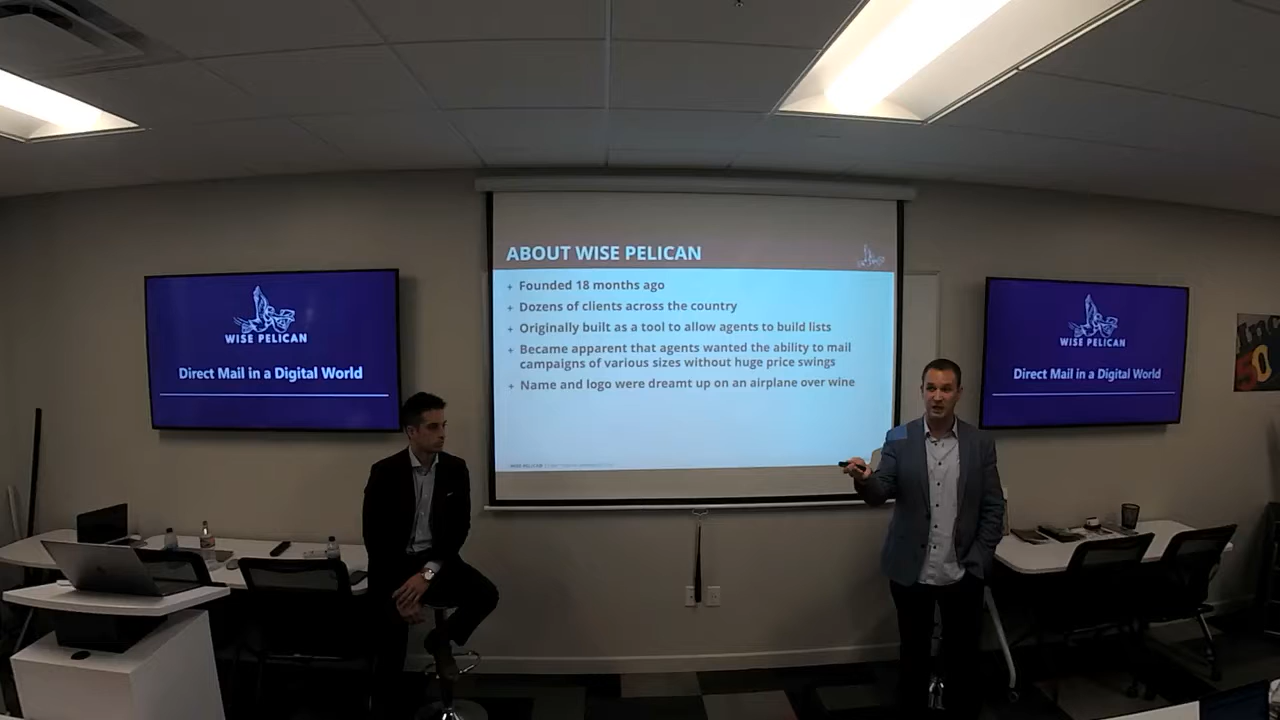 WISE PELICAN
Direct Mail in a Digital World
ABOUT WISE PELICAN
+ Founded 18 months ago
+ Dozens of clients across the country
+ Originally built as a tool to allow agents to build lists
+ Became apparent that agents wanted the ability to mail
campaigns of various sizes without huge price swings
+ Name and logo were dreamt up on an airplane over wine
WISE PELICAN
WISE PELICAN
Direct Mail in a Digital World